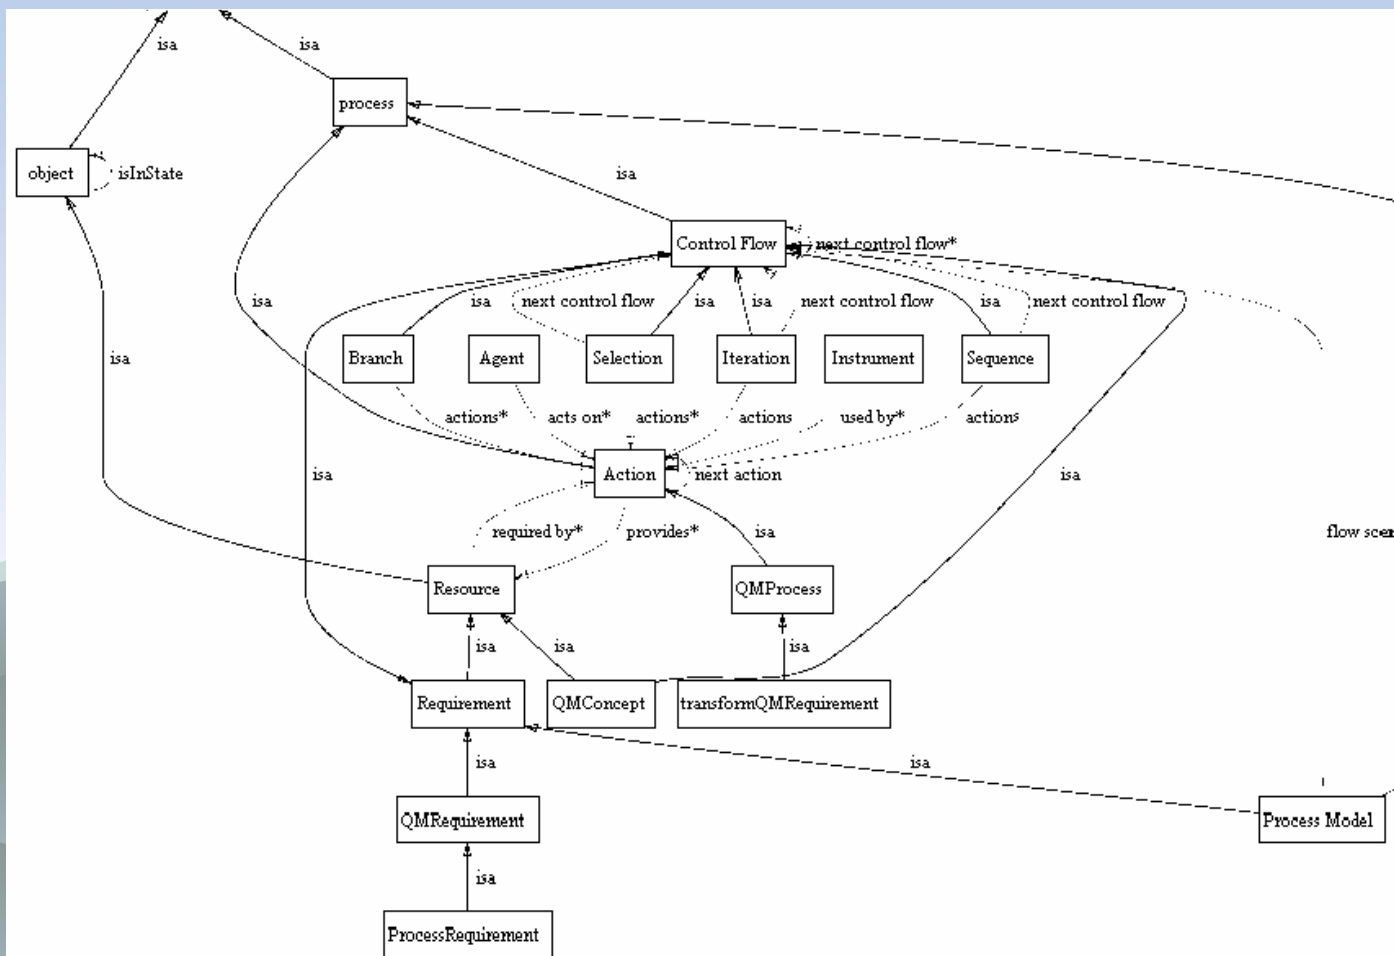 isa
isa
process
object
isInState
isa
Control Flow
next control flow*
isa
isa
next control flow
isa
isa
next control flow
isa
next control flow
isa
Branch
Agent
Selection
Iteration
Instrument
Sequence
actions*
acts on*
actions*
actions
used by*
actions
isa
Action
next action
isa
required by*
provides*
isa
flow scen
Resource
QMProcess
isa
isa
isa
Requirement
QMConcept
transformQMRequirement
isa
isa
QMRequirement
Process Model
isa
ProcessRequirement